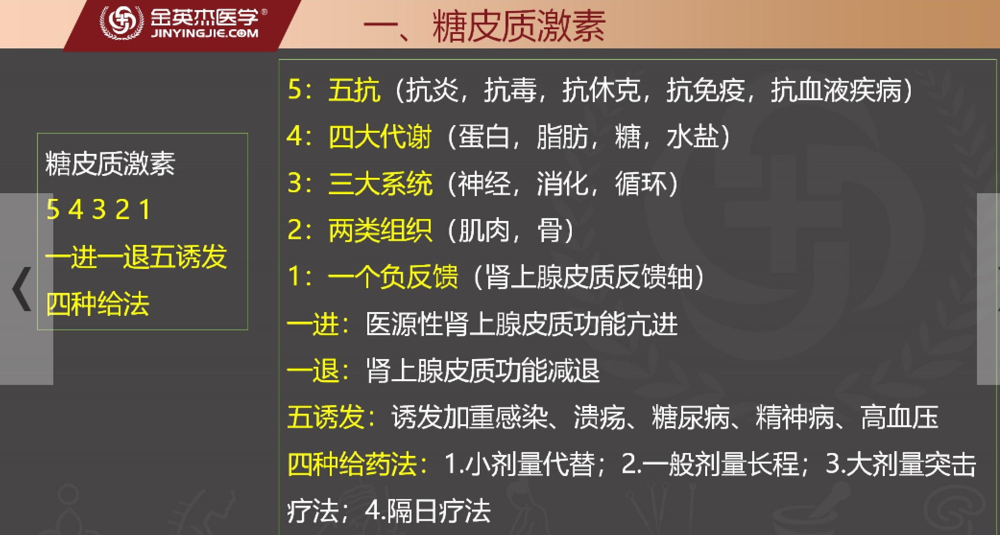 金英杰医学®
JINYINGJIE.COM
一、糖皮质激素
糖皮质激素
5 4 3 2 1
一进一退五诱发
四种给法
5：五抗（抗炎，抗毒，抗休克，抗免疫，抗血液疾病）
4：四大代谢（蛋白，脂肪，糖，水盐）
3：三大系统（神经，消化，循环）
2：两类组织（肌肉，骨）
1：一个负反馈（肾上腺皮质反馈轴）
一进：医源性肾上腺皮质功能亢进
一退：肾上腺皮质功能减退
五诱发：诱发加重感染、溃疡、糖尿病、精神病、高血压
四种给药法：1.小剂量代替；2.一般剂量长程；3.大剂量突击
疗法；4.隔日疗法